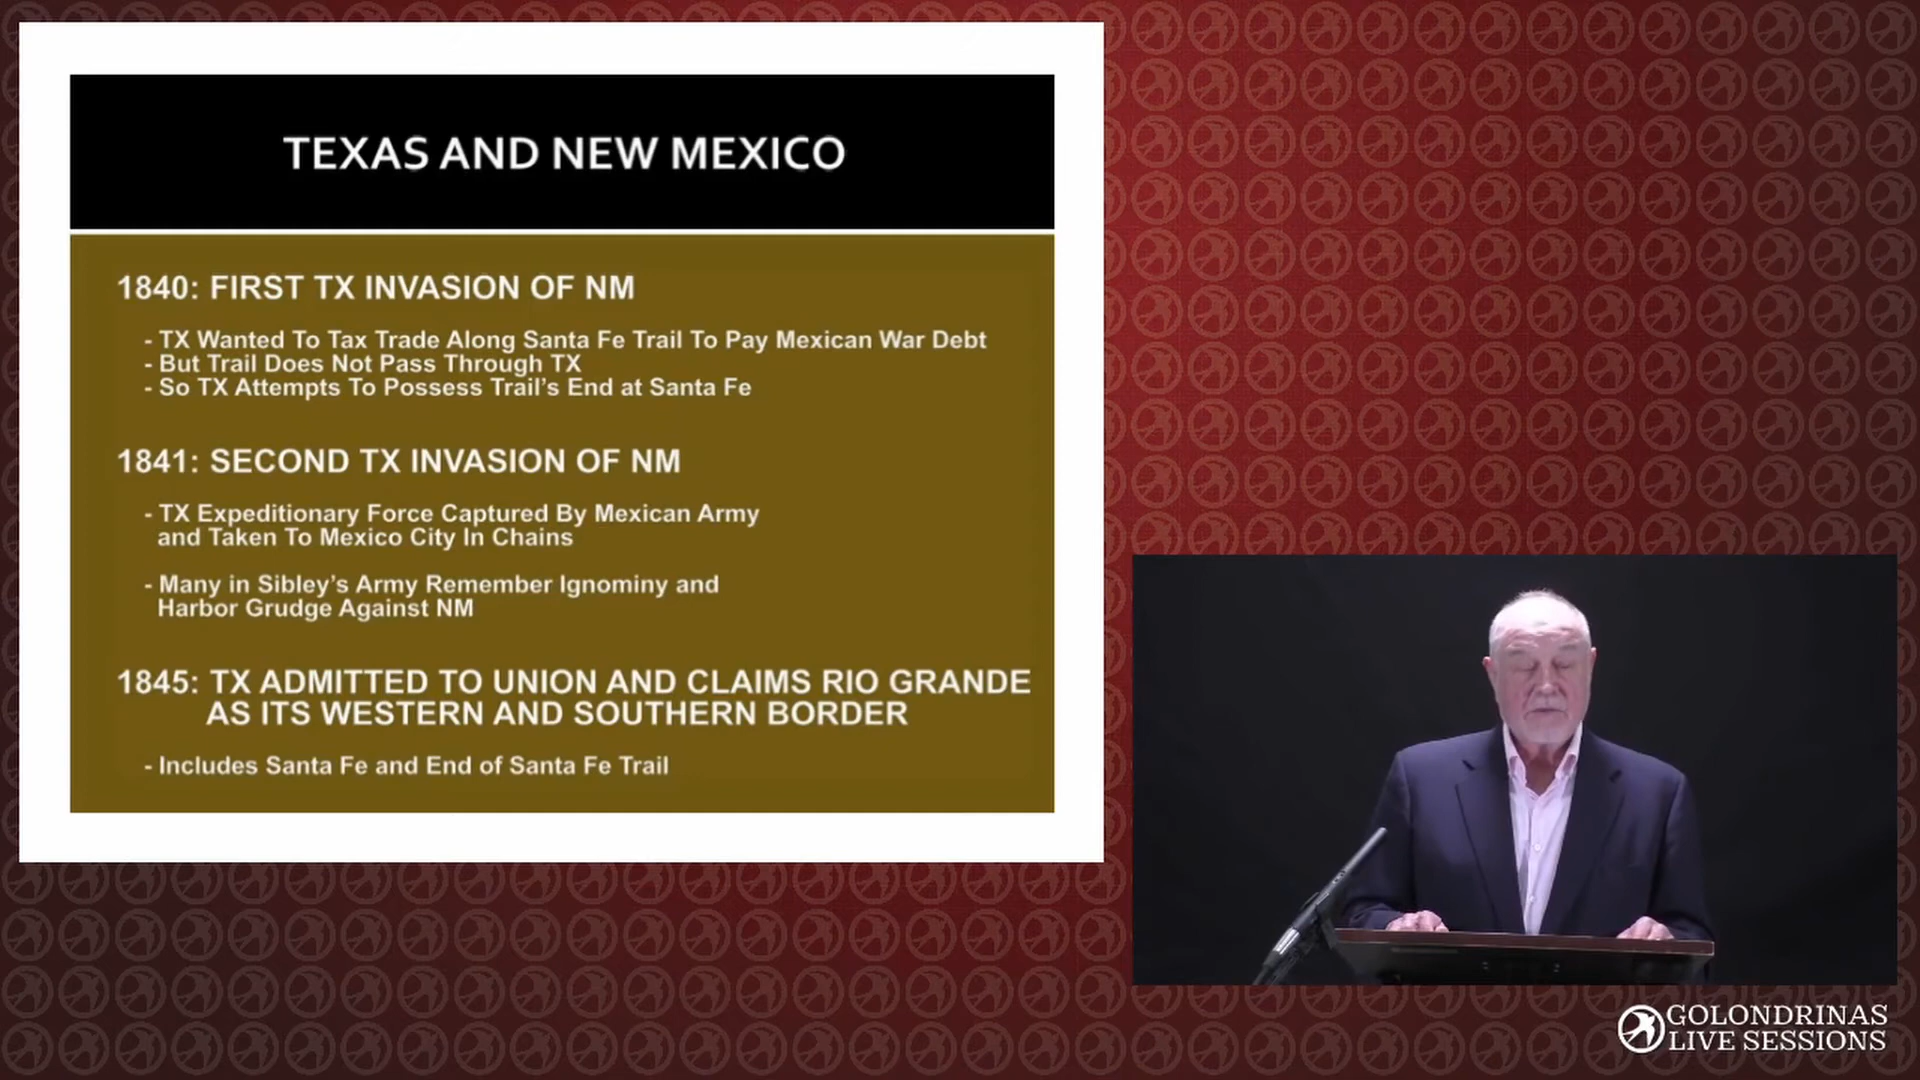 TEXAS AND NEW MEXICO
1840: FIRST TX INVASION OF NM
- TX Wanted To Tax Trade Along Santa Fe Trail To Pay Mexican War Debt
- But Trail Does Not Pass Through TX
- So TX Attempts To Possess Trail’s End at Santa Fe
1841: SECOND TX INVASION OF NM
- TX Expeditionary Force Captured By Mexican Army
and Taken To Mexico City In Chains
- Many in Sibley’s Army Remember Ignominy and
Harbor Grudge Against NM
1845: TX ADMITTED TO UNION AND CLAIMS RIO GRANDE
AS ITS WESTERN AND SOUTHERN BORDER
- Includes Santa Fe and End of Santa Fe Trail
GOLONDRINAS
LIVE SESSIONS